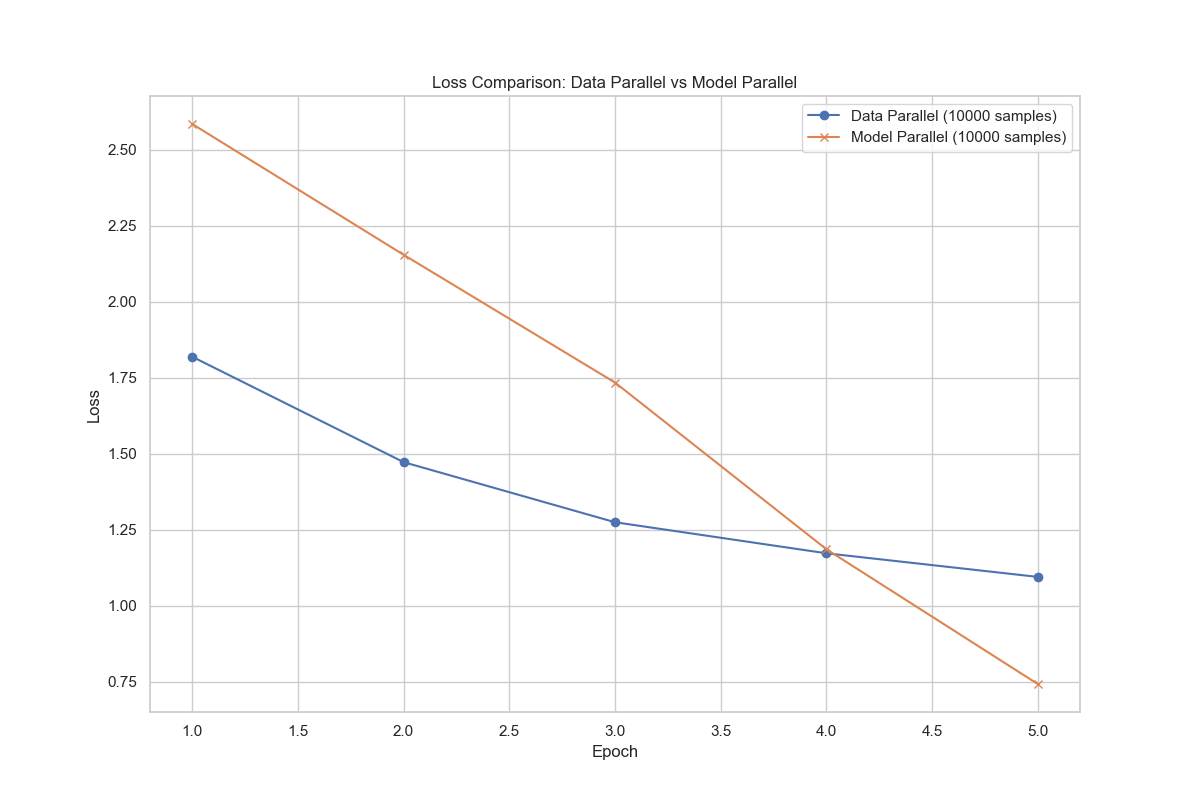 Loss Comparison: Data Parallel vs Model Parallel
Data Parallel (10000 samples)
Model Parallel (10000 samples)
2.50
2.25
2.00
1.75
1.50
1.25
1.00
0.75
Loss
1.0 1.5 2.0 2.5 3.0 3.5 4.0 4.5 5.0
Epoch